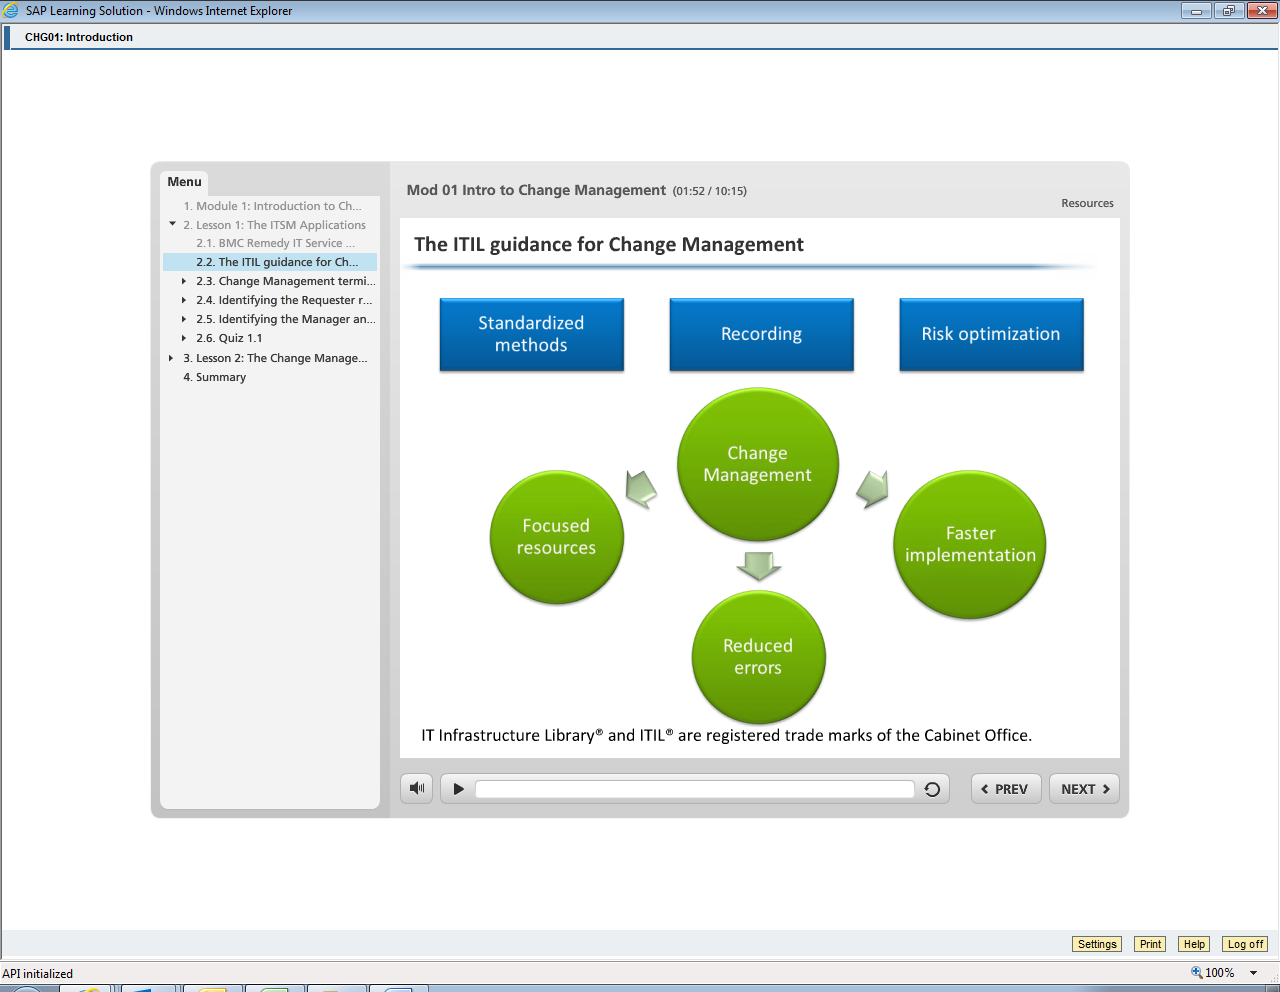 SAP Learning Solution - Windows Internet Explorer
CHG01: Introduction
Menu
1. Module 1: Introduction to Ch...
2. Lesson 1: The ITSM Applications
2.1. BMC Remedy IT Service ...
2.2. The ITIL guidance for Ch...
2.3. Change Management termi...
2.4. Identifying the Requester r...
2.5. Identifying the Manager an...
2.6. Quiz 1.1
3. Lesson 2: The Change Manage...
4. Summary
Mod 01 Intro to Change Management (01:52 / 10:15)
Resources
The ITIL guidance for Change Management
Standardized
methods
Recording
Risk optimization
Change
Management
Focused
resources
Faster
implementation
Reduced
errors
IT Infrastructure Library® and ITIL® are registered trade marks of the Cabinet Office.
PREV
NEXT
Settings
Print
Help
Log off
API initialized
100%